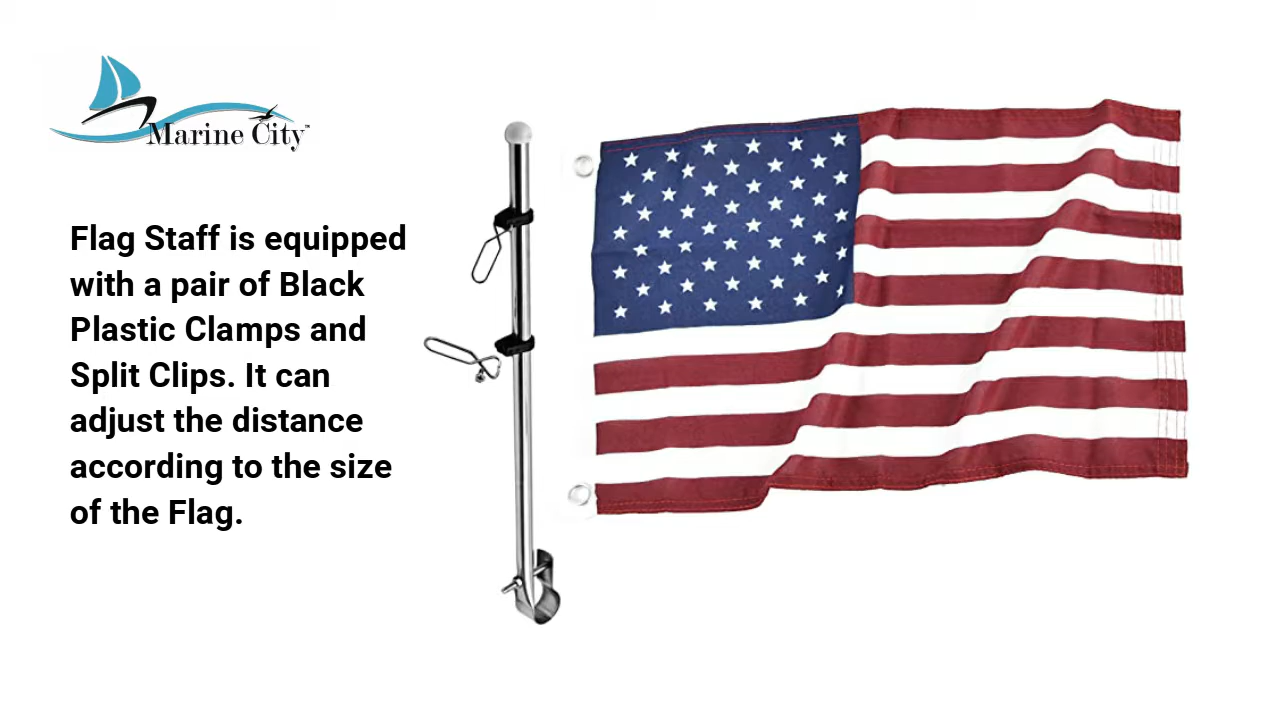 Marine City™
Flag Staff is equipped
with a pair of Black
Plastic Clamps and
Split Clips. It can
adjust the distance
according to the size
of the Flag.